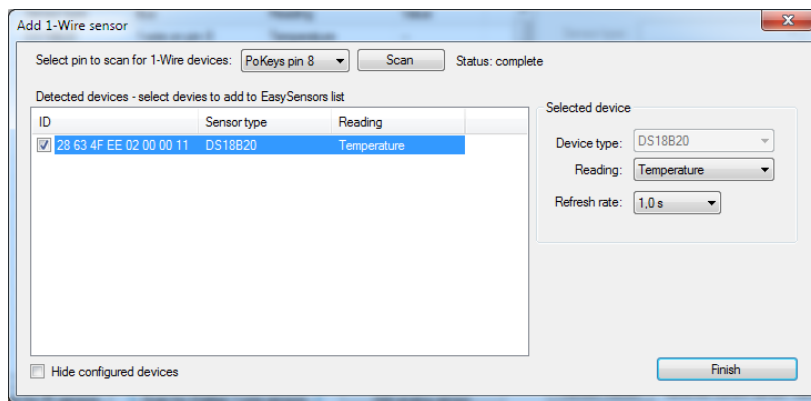 Add 1-Wire sensor
Select pin to scan for 1-Wire devices: PoKeys pin 8 Scan Status: complete
Detected devices - select devies to add to EasySensors list
ID Sensor type Reading
28 63 4F EE 02 00 00 11 DS18B20 Temperature
Selected device
Device type: DS18B20
Reading: Temperature
Refresh rate: 1,0 s
Hide configured devices
Finish